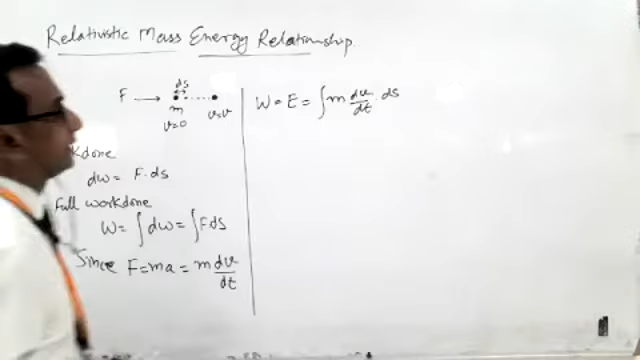 Relativistic Mass Energy Relationship
ds
F → m
v=0 v=v
kdone
dw = F.ds
Full workdone
W = ∫dw = ∫F.ds
Since F=ma = m dv/dt
W = E = ∫m dv/dt . ds